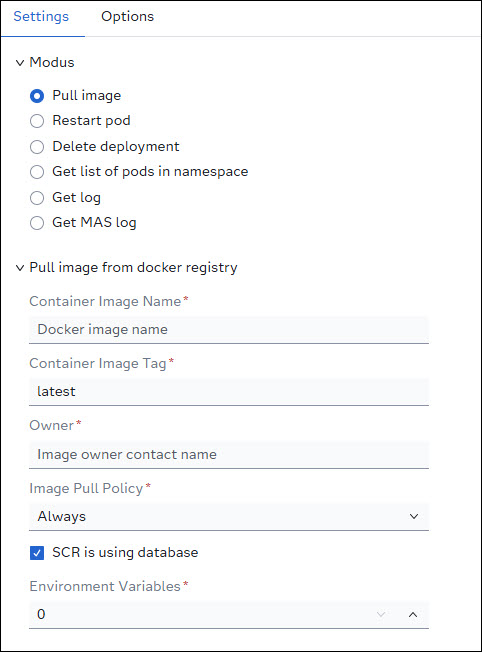 Settings Options
Modus
Pull image
Restart pod
Delete deployment
Get list of pods in namespace
Get log
Get MAS log
Pull image from docker registry
Container Image Name*
Docker image name
Container Image Tag*
latest
Owner*
Image owner contact name
Image Pull Policy*
Always
SCR is using database
Environment Variables*
0